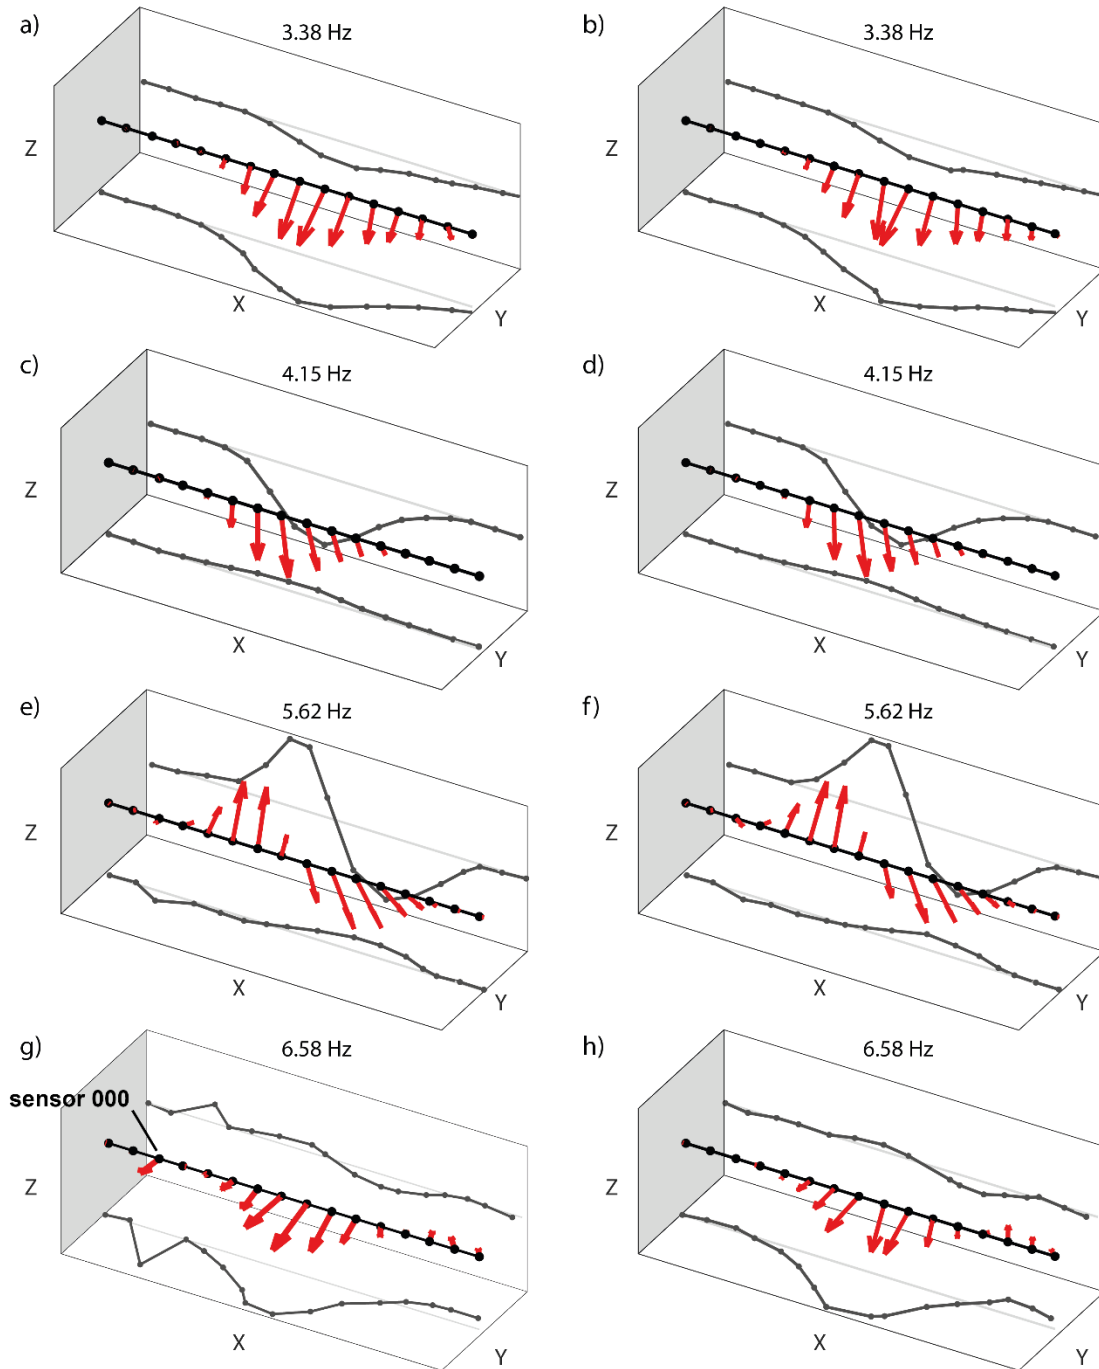 a) 3.38 Hz b) 3.38 Hz
Z Z
X Y X Y
c) 4.15 Hz d) 4.15 Hz
Z Z
X Y X Y
e) 5.62 Hz f) 5.62 Hz
Z Z
X Y X Y
g) 6.58 Hz h) 6.58 Hz
sensor 000
Z Z
X Y X Y